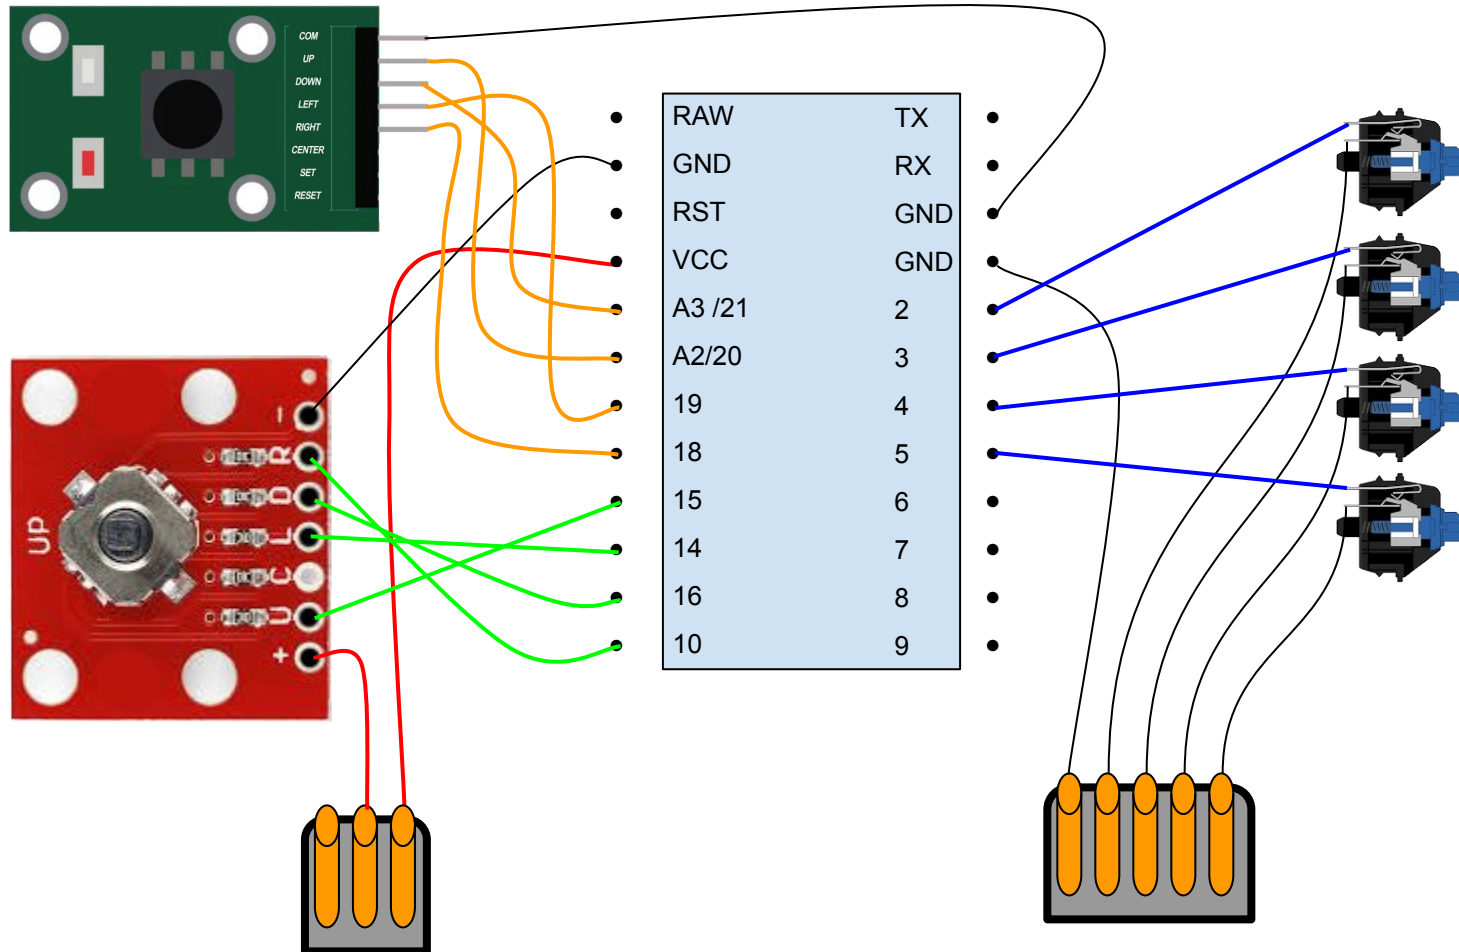 COM
UP
DOWN
LEFT
RIGHT
CENTER
SET
RESET
RAW
GND
RST
VCC
A3 /21
A2/20
19
18
15
14
16
10
TX
RX
GND
GND
2
3
4
5
6
7
8
9
UP
-
R
D
L
C
U
+